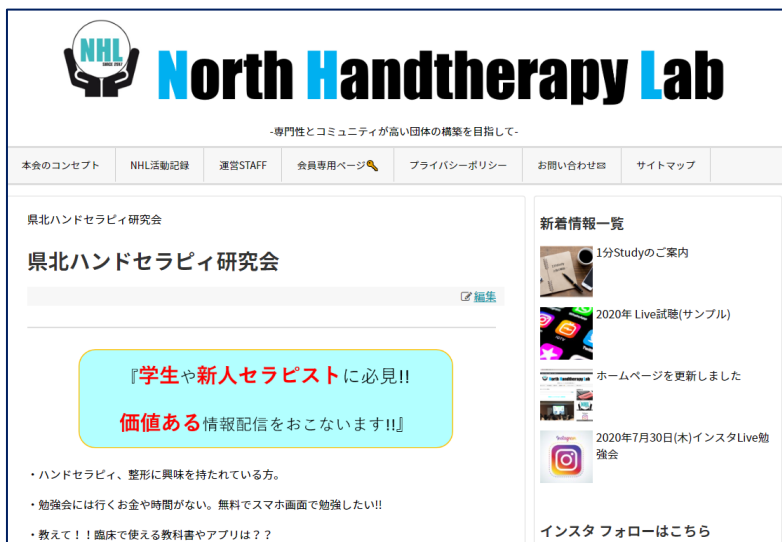 NHL
SINCE 2017
North Handtherapy Lab
-専門性とコミュニティが高い団体の構築を目指して-
本会のコンセプト
NHL活動記録
運営STAFF
会員専用ページ
プライバシーポリシー
お問い合わせ✉
サイトマップ
県北ハンドセラピィ研究会
県北ハンドセラピィ研究会
編集
『学生や新人セラピストに必見!!
価値ある情報配信をおこないます!!』
・ハンドセラピィ、整形に興味を持たれている方。
・勉強会には行くお金や時間がない。無料でスマホ画面で勉強したい!!
・教えて！！臨床で使える教科書やアプリは？？
新着情報一覧
1分Studyのご案内
2020年 Live試聴(サンプル)
North Handtherapy Lab
ホームページを更新しました
Instagram
2020年7月30日(木)インスタLive勉
強会
インスタ フォローはこちら